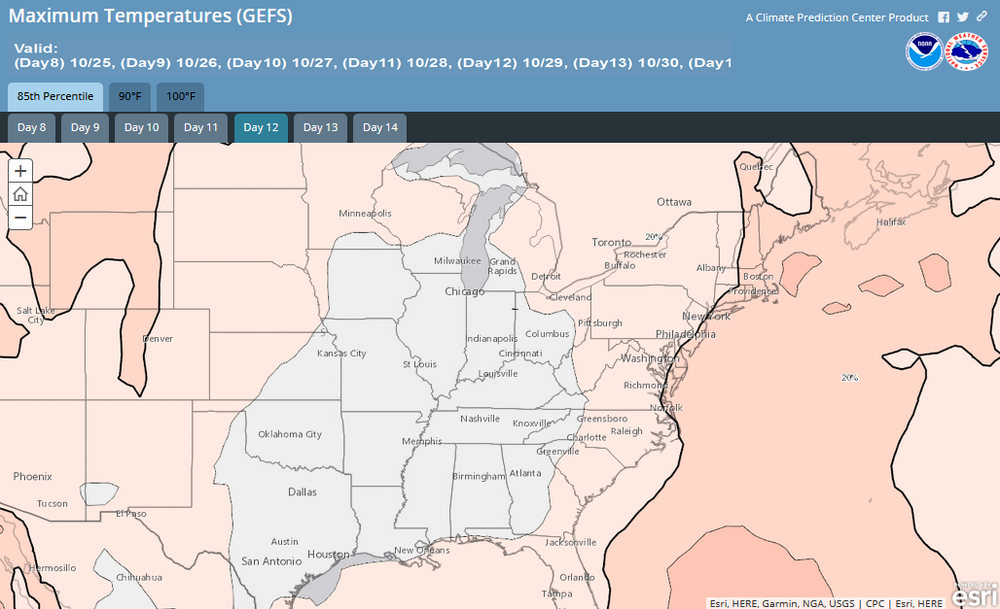 Maximum Temperatures (GEFS)
A Climate Prediction Center Product
Valid:
(Day8) 10/25, (Day9) 10/26, (Day10) 10/27, (Day11) 10/28, (Day12) 10/29, (Day13) 10/30, (Day1
NOAA
NATIONAL WEATHER SERVICE
85th Percentile
90°F
100°F
Day 8
Day 9
Day 10
Day 11
Day 12
Day 13
Day 14
+
−
Quebec
Ottawa
Minneapolis
Halifax
Toronto
20%
Rochester
Buffalo
Milwaukee
Grand
Rapids
Detroit
Albany
Boston
Providence
Chicago
Cleveland
Salt Lake
City
New York
Pittsburgh
Philadelphia
Denver
Indianapolis
Columbus
Kansas City
Cincinnati
Washington
St Louis
Louisville
20%
Richmond
Norfolk
Nashville
Knoxville
Greensboro
Raleigh
Oklahoma City
Memphis
Charlotte
Greenville
Phoenix
Birmingham
Atlanta
Dallas
Tucson
El Paso
Austin
Jacksonville
New Orleans
Houston
San Antonio
Hermosillo
Chihuahua
Orlando
Tampa
POWERED BY
esri
Esri, HERE, Garmin, NGA, USGS | CPC | Esri, HERE